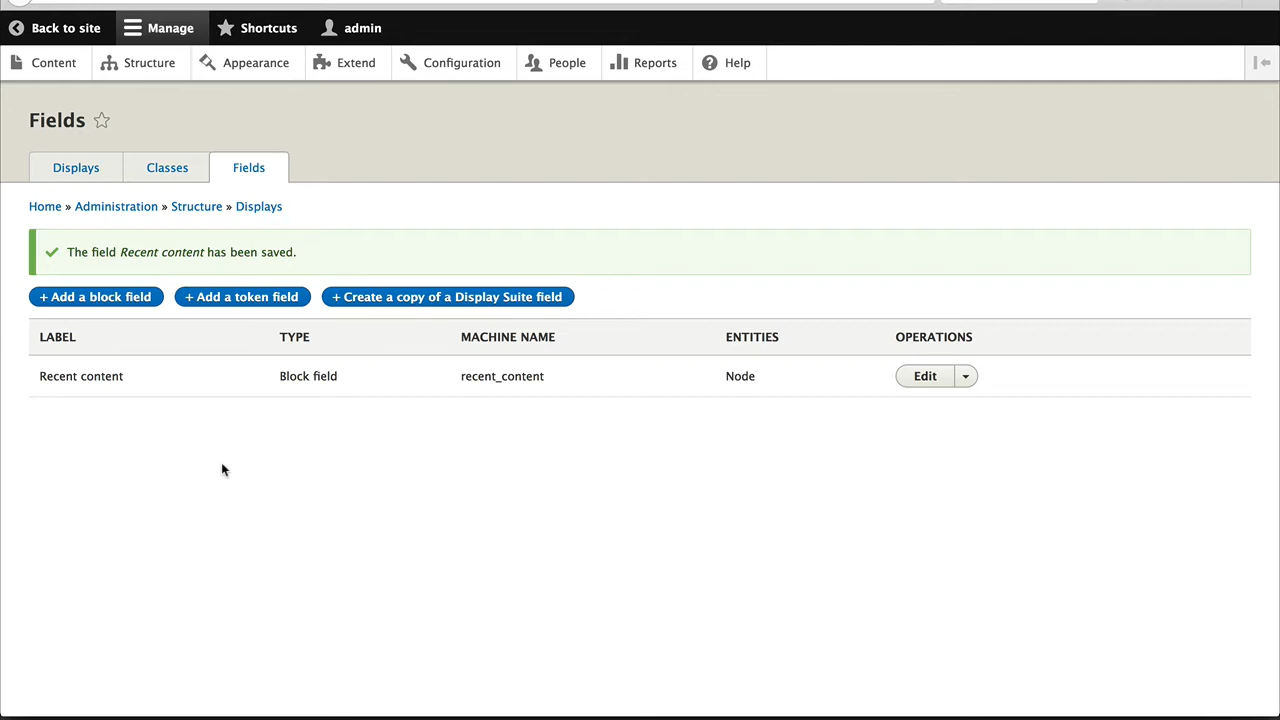 Back to site Manage Shortcuts admin
Content Structure Appearance Extend Configuration People Reports Help
Fields
Displays Classes Fields
Home » Administration » Structure » Displays
The field Recent content has been saved.
+ Add a block field + Add a token field + Create a copy of a Display Suite field
LABEL TYPE MACHINE NAME ENTITIES OPERATIONS
Recent content Block field recent_content Node Edit